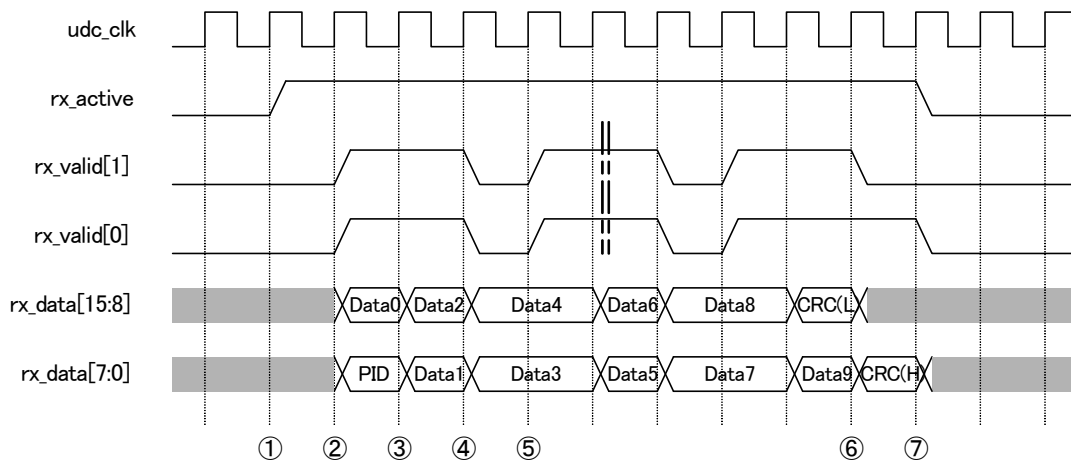 udc_clk
rx_active
rx_valid[1]
rx_valid[0]
rx_data[15:8] Data0 Data2 Data4 Data6 Data8 CRC(L)
rx_data[7:0] PID Data1 Data3 Data5 Data7 Data9 CRC(H)
① ② ③ ④ ⑤ ⑥ ⑦